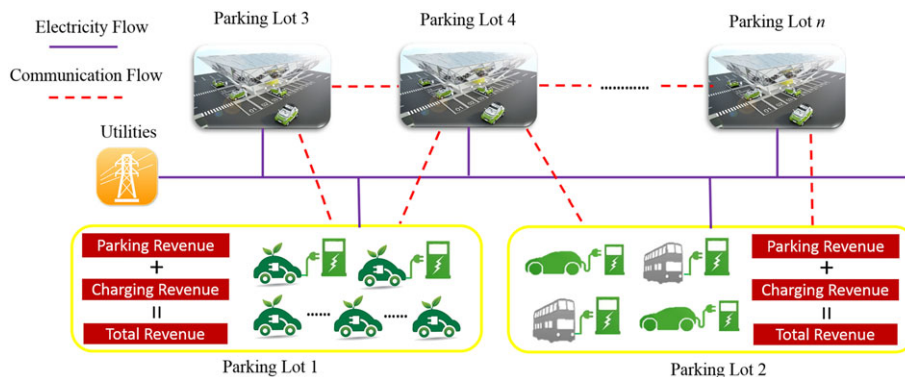 Electricity Flow
Communication Flow
Utilities
Parking Lot 3
Parking Lot 4
Parking Lot n
............
Parking Revenue
+
Charging Revenue
=
Total Revenue
...... ......
Parking Lot 1
Parking Revenue
+
Charging Revenue
=
Total Revenue
Parking Lot 2